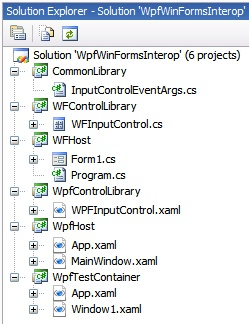 Solution Explorer - Solution 'WpfWinFormsInterop'
Solution 'WpfWinFormsInterop' (6 projects)
CommonLibrary
InputControlEventArgs.cs
WFControlLibrary
WFInputControl.cs
WFHost
Form1.cs
Program.cs
WpfControlLibrary
WPFInputControl.xaml
WpfHost
App.xaml
MainWindow.xaml
WpfTestContainer
App.xaml
Window1.xaml